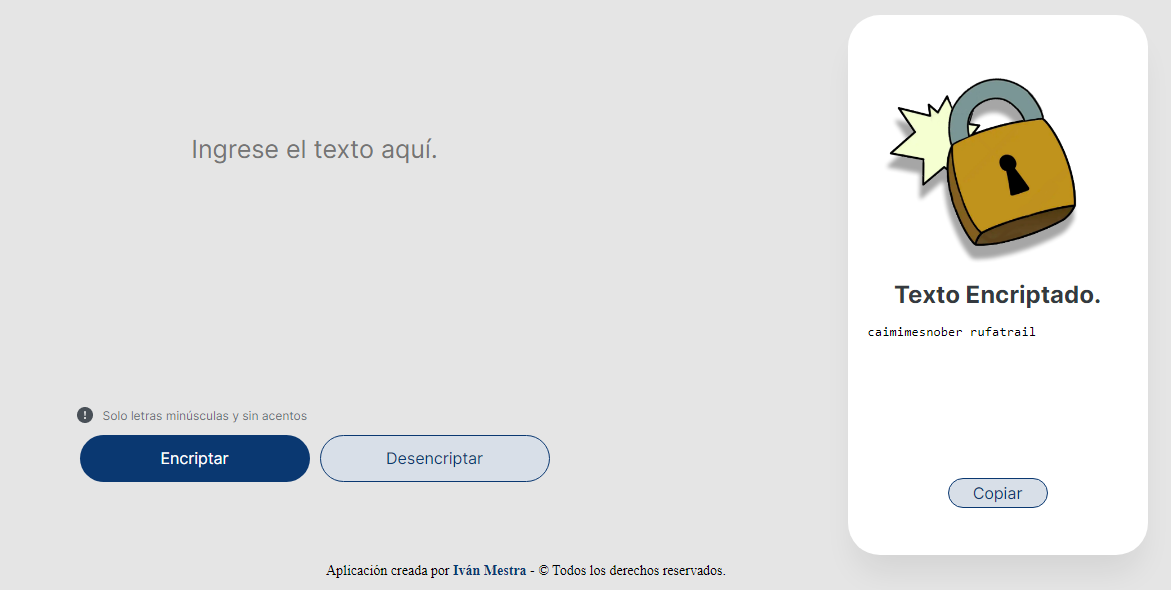 Ingrese el texto aquí.
Solo letras minúsculas y sin acentos
Encriptar
Desencriptar
Texto Encriptado.
caimimesnober rufatrail
Copiar
Aplicación creada por Iván Mestra - © Todos los derechos reservados.